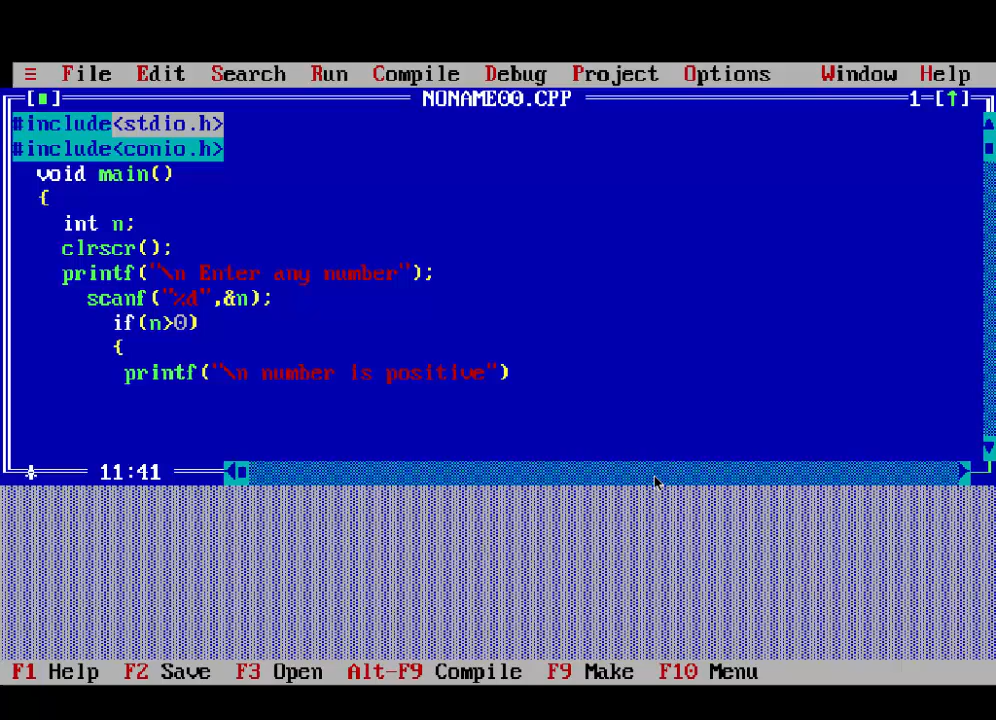 ≡ File Edit Search Run Compile Debug Project Options Window Help
[■] NONAME00.CPP 1=[↑]
#include<stdio.h>
#include<conio.h>
void main()
{
int n;
clrscr();
printf("\n Enter any number");
scanf("%d",&n);
if(n>0)
{
printf("\n number is positive")
11:41
F1 Help F2 Save F3 Open Alt-F9 Compile F9 Make F10 Menu